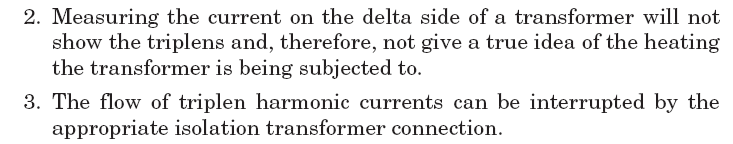 2. Measuring the current on the delta side of a transformer will not
show the triplens and, therefore, not give a true idea of the heating
the transformer is being subjected to.
3. The flow of triplen harmonic currents can be interrupted by the
appropriate isolation transformer connection.